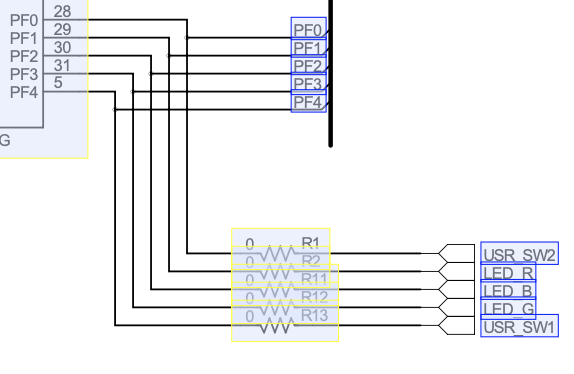 PF0 28 PF0
PF1 29 PF1
PF2 30 PF2
PF3 31 PF3
PF4 5 PF4
G
0 R1 USR_SW2
0 R2 LED_R
0 R11 LED_B
0 R12 LED_G
0 R13 USR_SW1